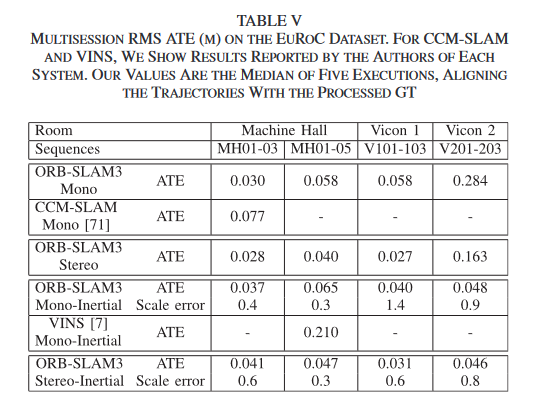 TABLE V
MULTISESSION RMS ATE (M) ON THE EUROC DATASET. FOR CCM-SLAM
AND VINS, WE SHOW RESULTS REPORTED BY THE AUTHORS OF EACH
SYSTEM. OUR VALUES ARE THE MEDIAN OF FIVE EXECUTIONS, ALIGNING
THE TRAJECTORIES WITH THE PROCESSED GT
Room Machine Hall Vicon 1 Vicon 2
Sequences MH01-03 MH01-05 V101-103 V201-203
ORB-SLAM3
Mono ATE 0.030 0.058 0.058 0.284
CCM-SLAM
Mono [71] ATE 0.077 - - -
ORB-SLAM3
Stereo ATE 0.028 0.040 0.027 0.163
ORB-SLAM3 ATE 0.037 0.065 0.040 0.048
Mono-Inertial Scale error 0.4 0.3 1.4 0.9
VINS [7]
Mono-Inertial ATE - 0.210 - -
ORB-SLAM3 ATE 0.041 0.047 0.031 0.046
Stereo-Inertial Scale error 0.6 0.3 0.6 0.8